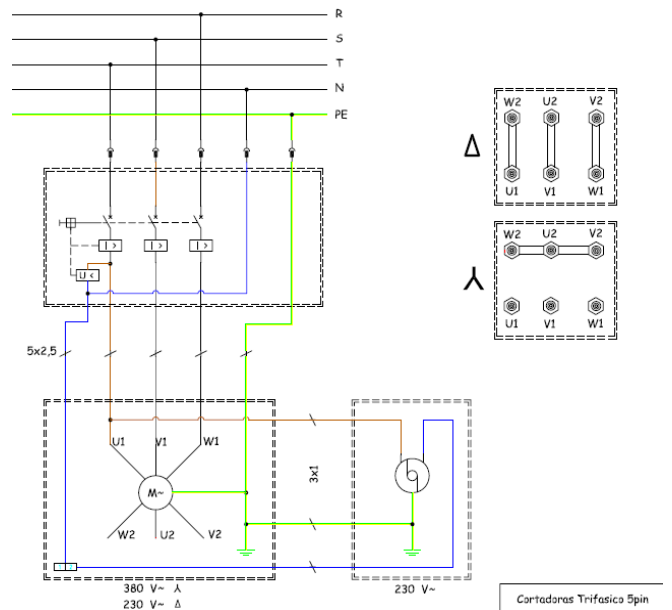 R
S
T
N
PE
W2 U2 V2
Δ
U1 V1 W1
W2 U2 V2
U1 V1 W1
I > I > I >
U <
5x2,5
U1 V1 W1
3x1
M~
W2 U2 V2
380 V~ ⅄
230 V~ Δ
230 V~
Cortadoras Trifasico 5pin